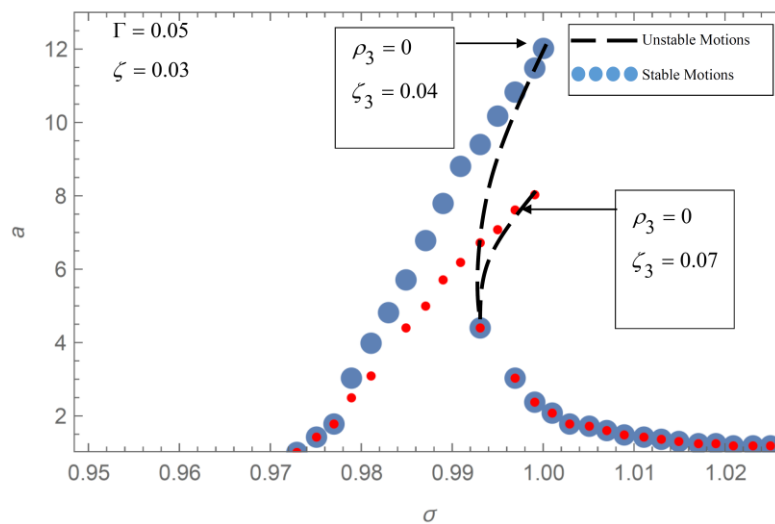 Γ = 0.05
ζ = 0.03
ρ₃ = 0
ζ₃ = 0.04
Unstable Motions
Stable Motions
ρ₃ = 0
ζ₃ = 0.07
12
10
8
6
4
2
a
0.95 0.96 0.97 0.98 0.99 1.00 1.01 1.02
σ